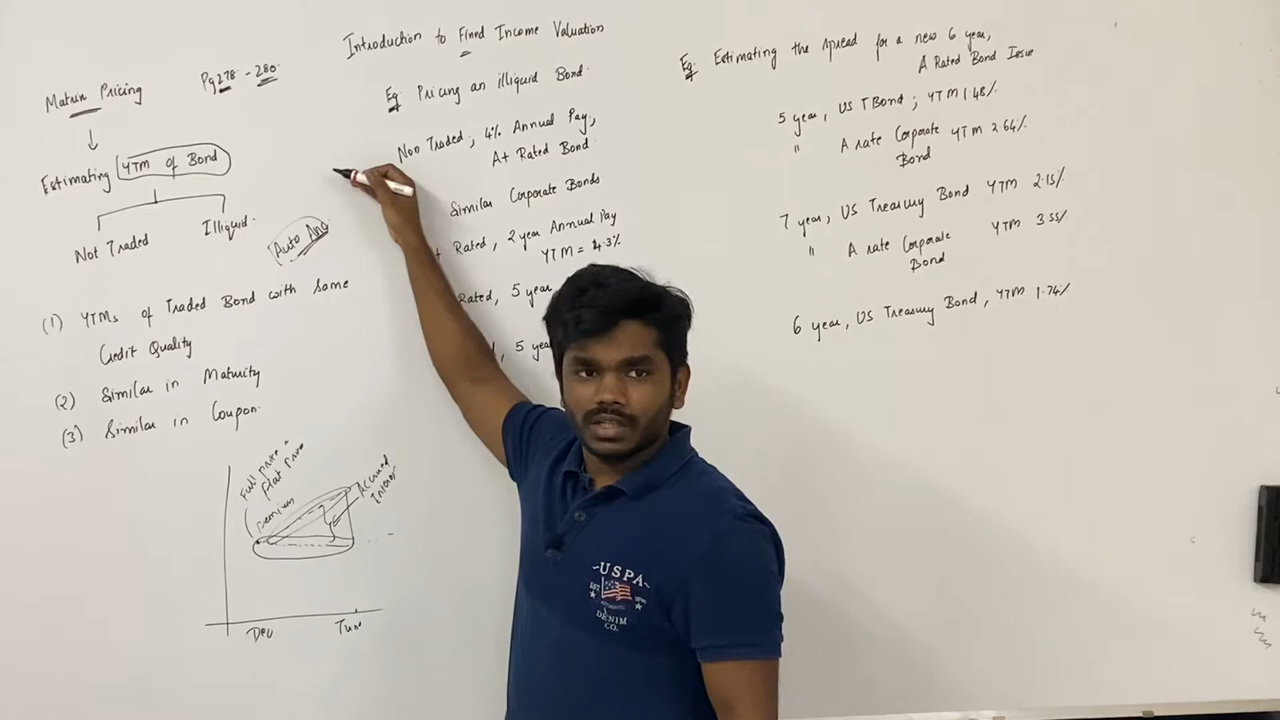 Introduction to Fixed Income Valuation
Matrix Pricing
Pg 278 - 280.
Estimating YTM of Bond
Not Traded
Illiquid.
(1) YTMs of Traded Bond with same
Credit Quality
(2) Similar in Maturity
(3) Similar in Coupon.
Full price
flat price
premium
Accrued
Interest
Dec
June
Eg: Pricing an illiquid Bond.
Non Traded; 4% Annual Pay,
A+ Rated Bond.
Similar Corporate Bonds
+ Rated, 2 year Annual Pay
YTM = 4.3%
Rated, 5 year
, 5 year
Eg: Estimating the spread for a new 6 year,
A Rated Bond Issue
5 year, US TBond; YTM 1.48%
" A rate Corporate YTM 2.64%
Bond
7 year, US Treasury Bond YTM 2.15%
" A rate Corporate YTM 3.55%
Bond
6 year, US Treasury Bond, YTM 1.74%
-USPA-
EST
DENIM
CO.